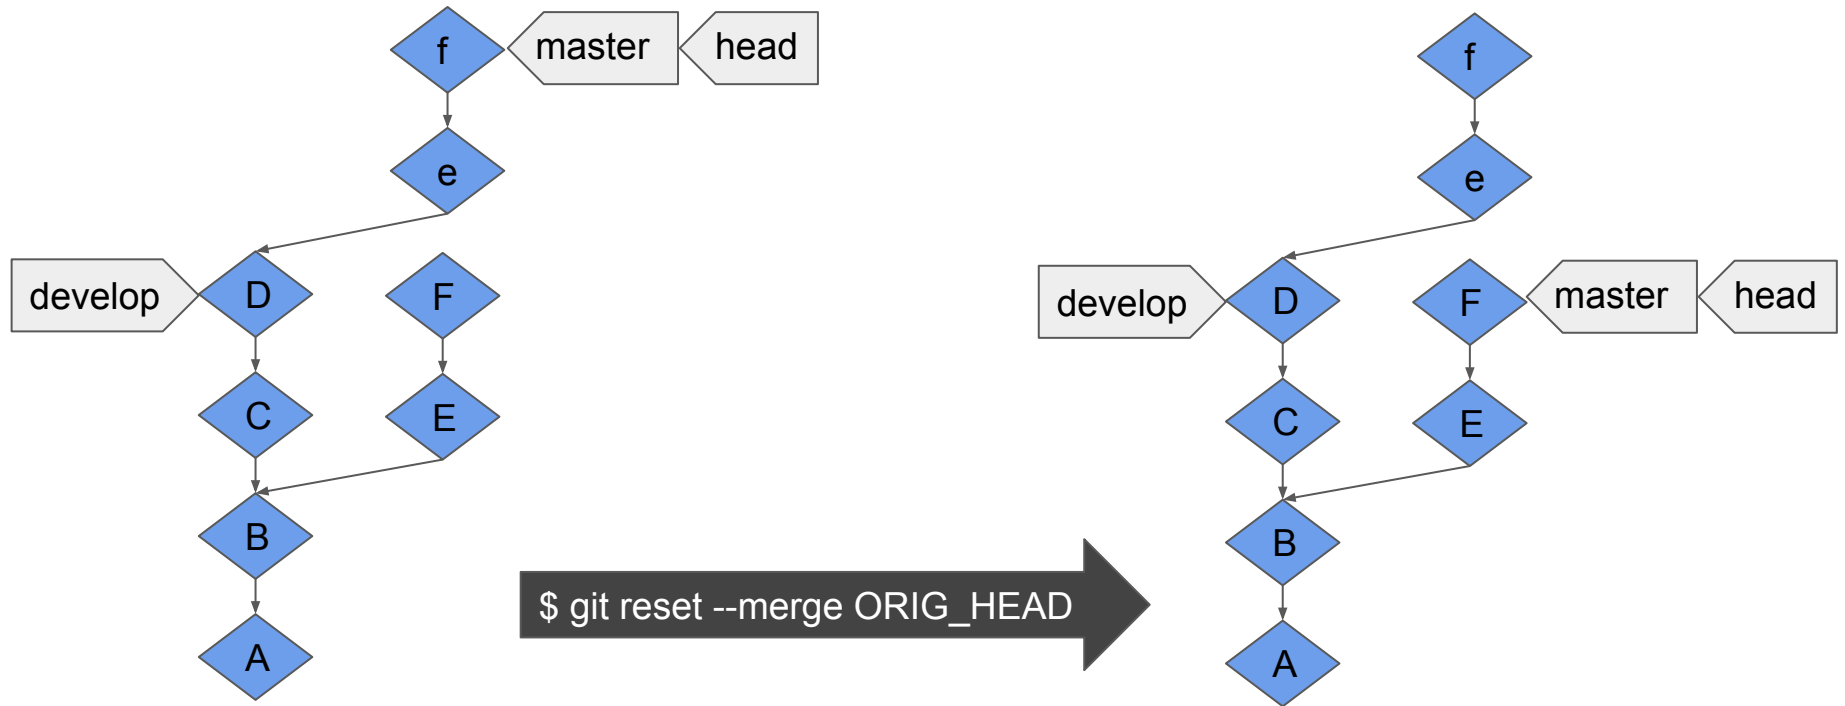 f
master
head
e
develop
D
F
C
E
B
A
$ git reset --merge ORIG_HEAD
f
e
develop
D
F
master
head
C
E
B
A